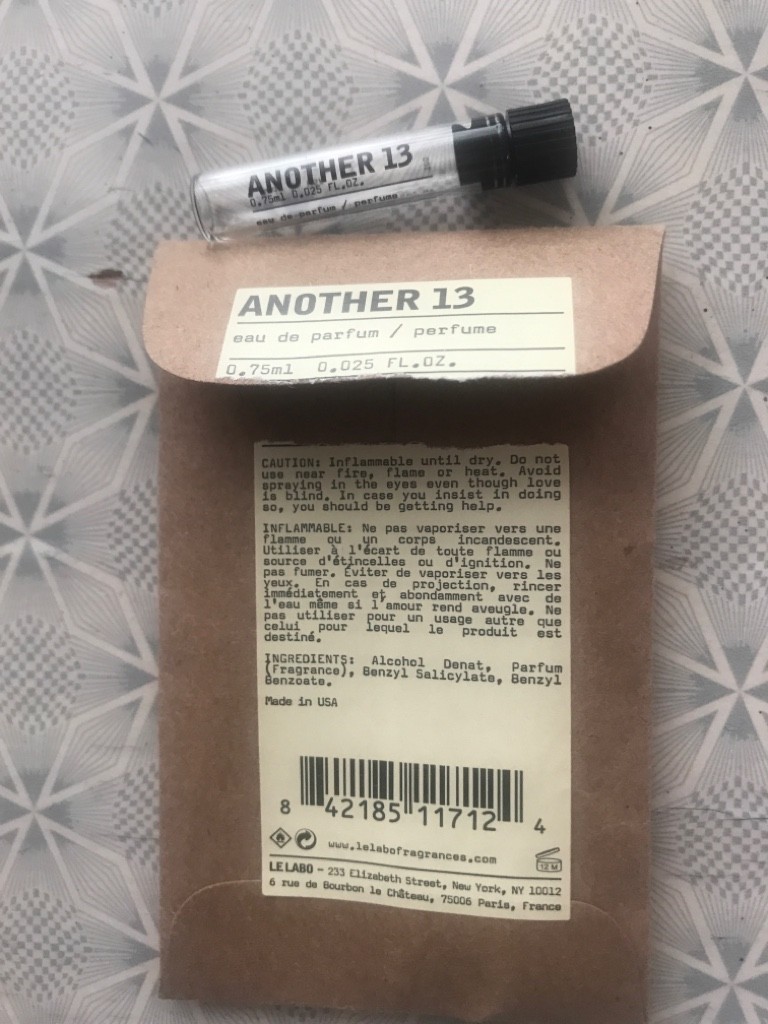 ANOTHER 13
0.75ml 0.025 FL.OZ.
eau de parfum / perfume
ANOTHER 13
eau de parfum / perfume
0.75ml 0.025 FL.OZ.
CAUTION: Inflammable until dry. Do not
use near fire, flame or heat. Avoid
spraying in the eyes even though love
is blind. In case you insist in doing
so, you should be getting help.
INFLAMMABLE: Ne pas vaporiser vers une
flamme ou un corps incandescent.
Utiliser à l'écart de toute flamme ou
source d'étincelles ou d'ignition. Ne
pas fumer. Éviter de vaporiser vers les
yeux. En cas de projection, rincer
immédiatement et abondamment avec de
l'eau même si l'amour rend aveugle. Ne
pas utiliser pour un usage autre que
celui pour lequel le produit est
destiné.
INGREDIENTS: Alcohol Denat, Parfum
(Fragrance), Benzyl Salicylate, Benzyl
Benzoate.
Made in USA
8 42185 11712 4
www.lelabofragrances.com
12 M
LE LABO - 233 Elizabeth Street, New York, NY 10012
6 rue de Bourbon le Château, 75006 Paris, France